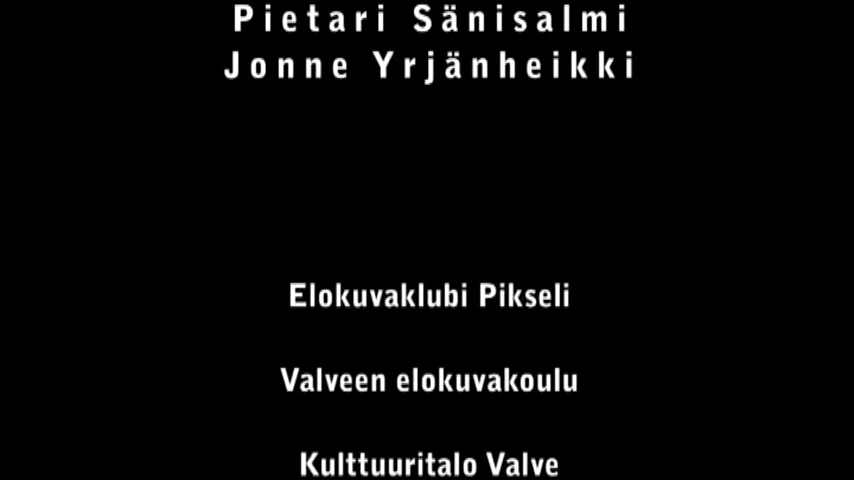 Pietari Sänisalmi
Jonne Yrjänheikki
Elokuvaklubi Pikseli
Valveen elokuvakoulu
Kulttuuritalo Valve